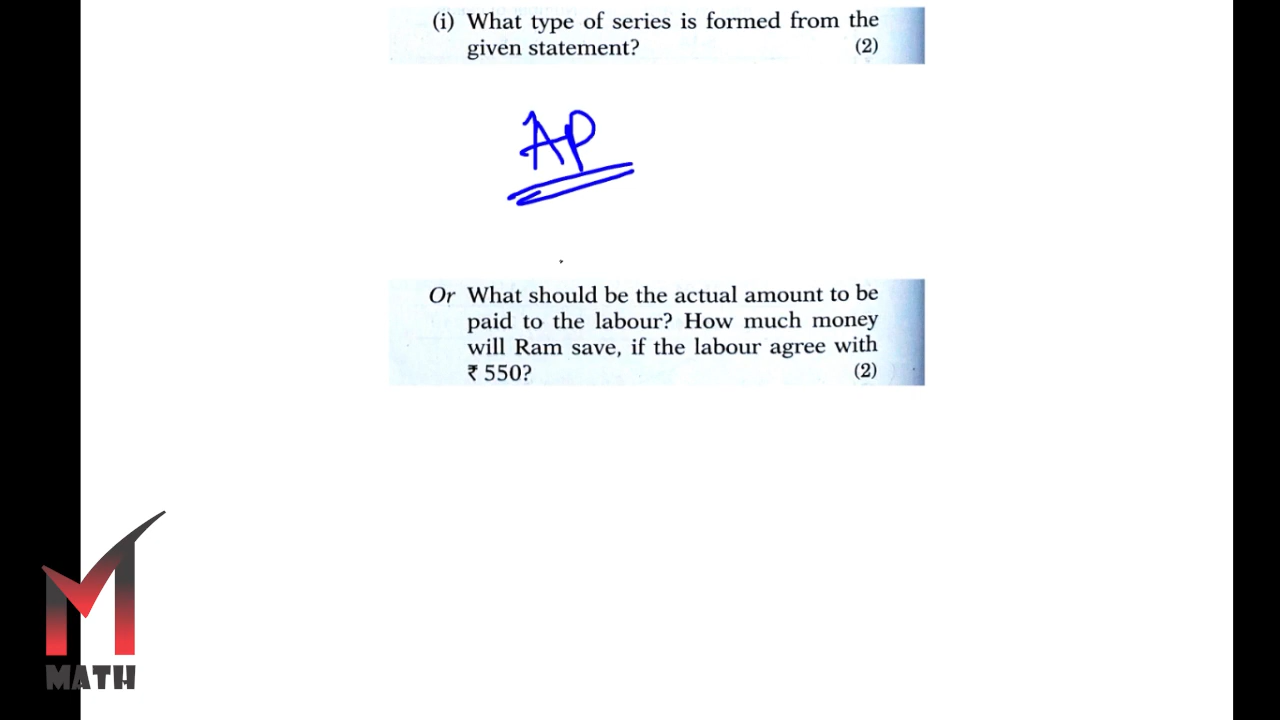 (i) What type of series is formed from the
given statement? (2)
AP
Or What should be the actual amount to be
paid to the labour? How much money
will Ram save, if the labour agree with
₹ 550? (2)
MATH